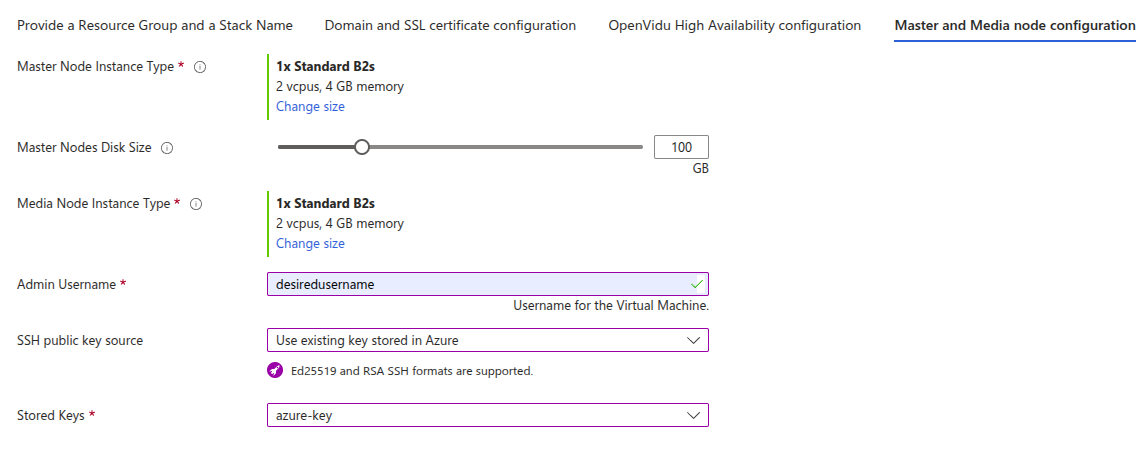 Provide a Resource Group and a Stack Name Domain and SSL certificate configuration OpenVidu High Availability configuration Master and Media node configuration
Master Node Instance Type *
1x Standard B2s
2 vcpus, 4 GB memory
Change size
Master Nodes Disk Size
100
GB
Media Node Instance Type *
1x Standard B2s
2 vcpus, 4 GB memory
Change size
Admin Username *
desiredusername
Username for the Virtual Machine.
SSH public key source
Use existing key stored in Azure
Ed25519 and RSA SSH formats are supported.
Stored Keys *
azure-key